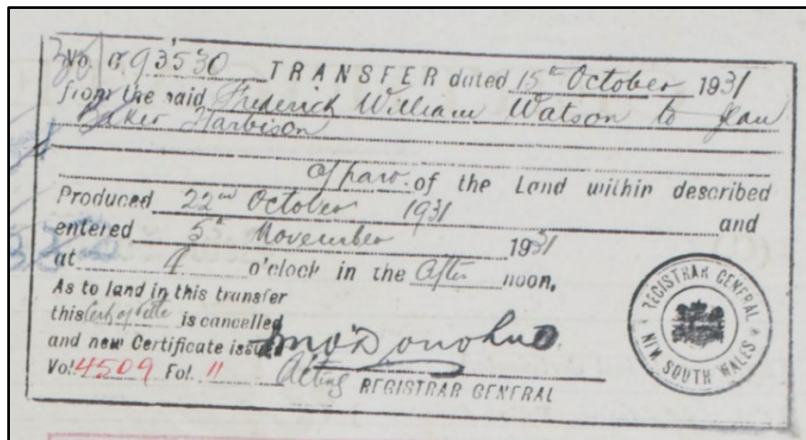 No. B93530 TRANSFER dated 15th October 1931
from the said Frederick William Watson to Jean
Baker Harbison
of part of the Land within described
Produced 22nd October 1931 and
entered 5th November 1931
at 4 o'clock in the After noon,
As to land in this transfer
this Cert. of Title is cancelled
and new Certificate issued
Vol. 4509 Fol. 11
Acting REGISTRAR GENERAL
REGISTRAR GENERAL
NEW SOUTH WALES